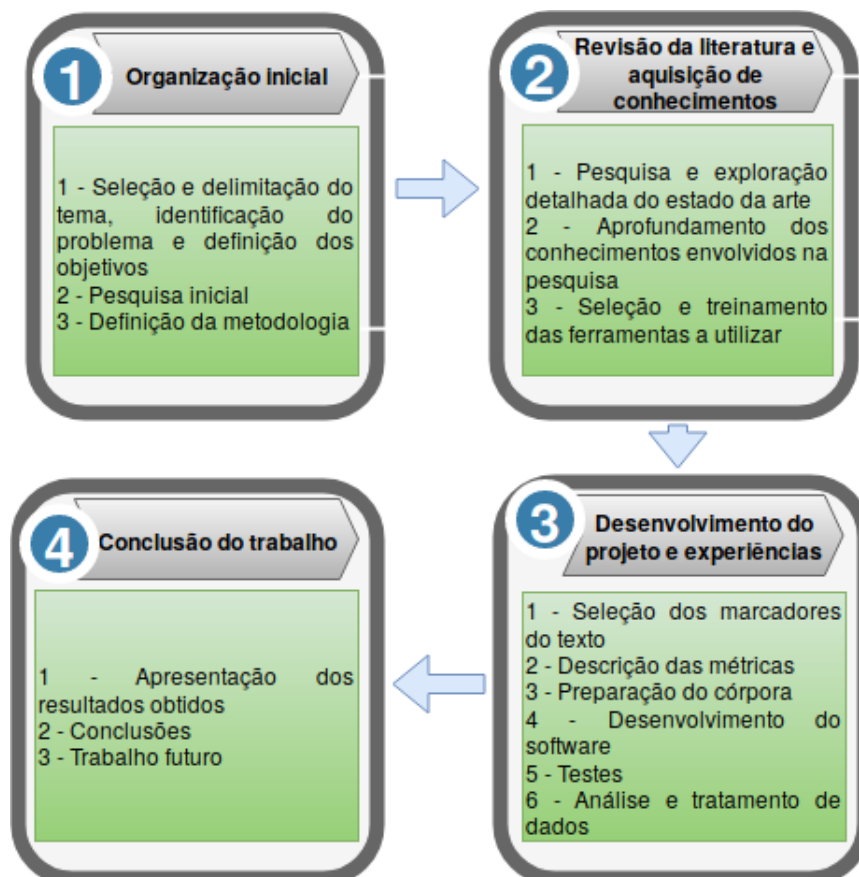 1
Organização inicial
1 - Seleção e delimitação do
tema, identificação do
problema e definição dos
objetivos
2 - Pesquisa inicial
3 - Definição da metodologia
2
Revisão da literatura e
aquisição de
conhecimentos
1 - Pesquisa e exploração
detalhada do estado da arte
2 - Aprofundamento dos
conhecimentos envolvidos na
pesquisa
3 - Seleção e treinamento
das ferramentas a utilizar
3
Desenvolvimento do
projeto e experiências
1 - Seleção dos marcadores
do texto
2 - Descrição das métricas
3 - Preparação do córpora
4 - Desenvolvimento do
software
5 - Testes
6 - Análise e tratamento de
dados
4
Conclusão do trabalho
1 - Apresentação dos
resultados obtidos
2 - Conclusões
3 - Trabalho futuro